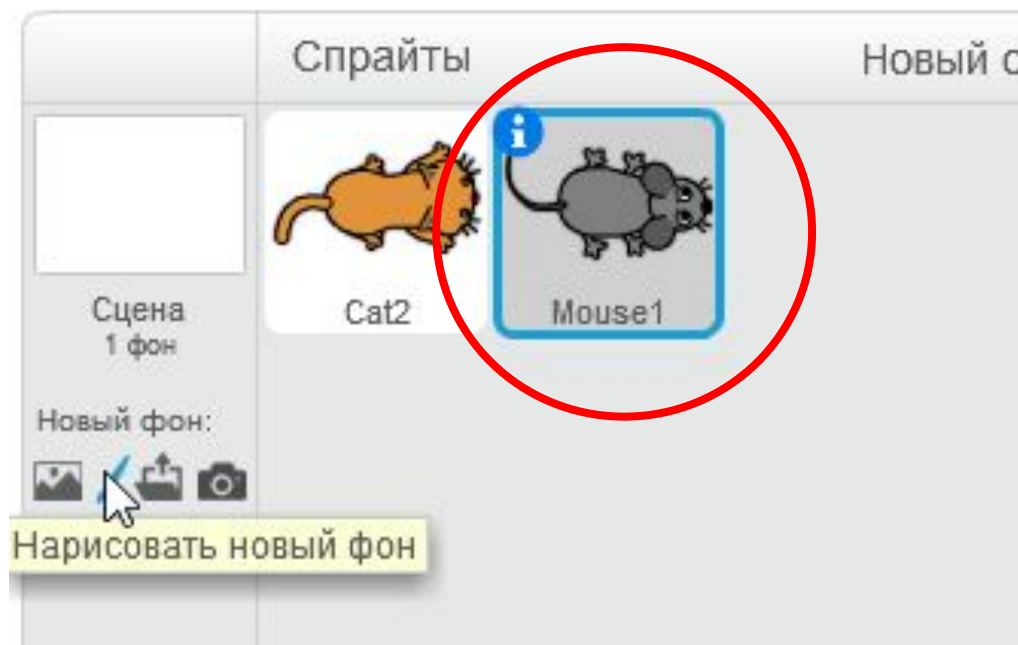 Спрайты
Новый с
Cat2
Mouse1
Сцена
1 фон
Новый фон:
Нарисовать новый фон